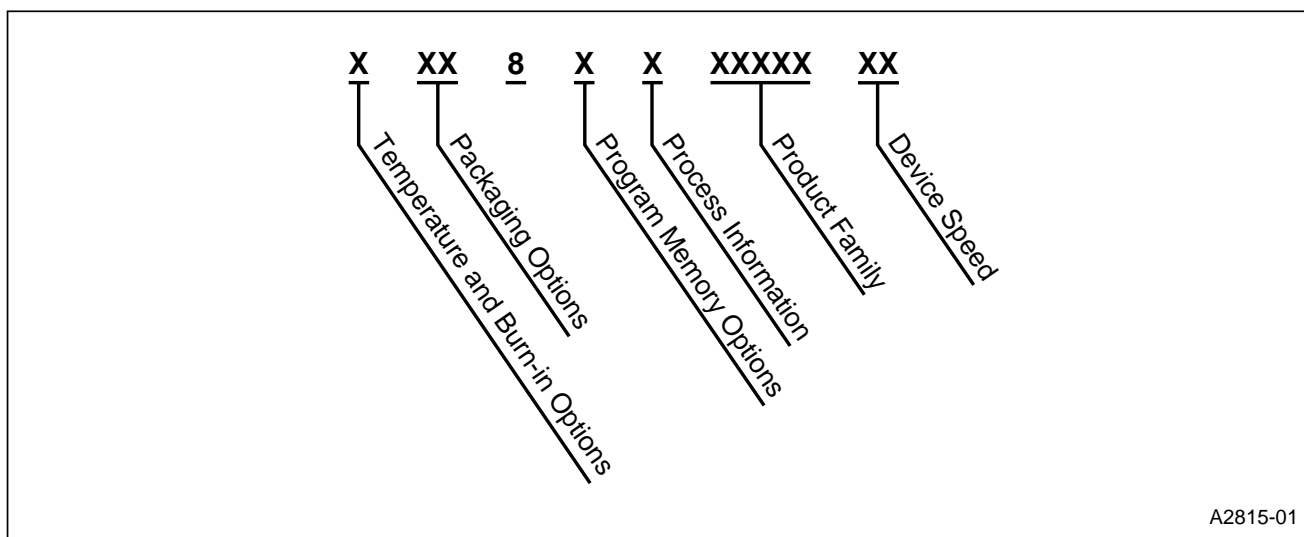 X XX 8 X X XXXXX XX
Temperature and Burn-in Options
Packaging Options
Program Memory Options
Process Information
Product Family
Device Speed
A2815-01